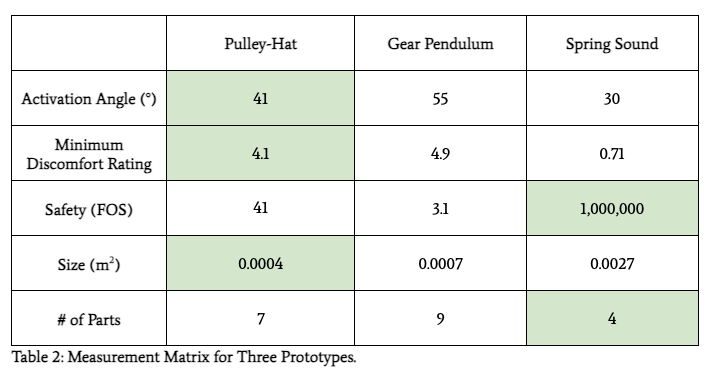 Pulley-Hat Gear Pendulum Spring Sound
Activation Angle (°) 41 55 30
Minimum
Discomfort Rating 4.1 4.9 0.71
Safety (FOS) 41 3.1 1,000,000
Size (m²) 0.0004 0.0007 0.0027
# of Parts 7 9 4
Table 2: Measurement Matrix for Three Prototypes.